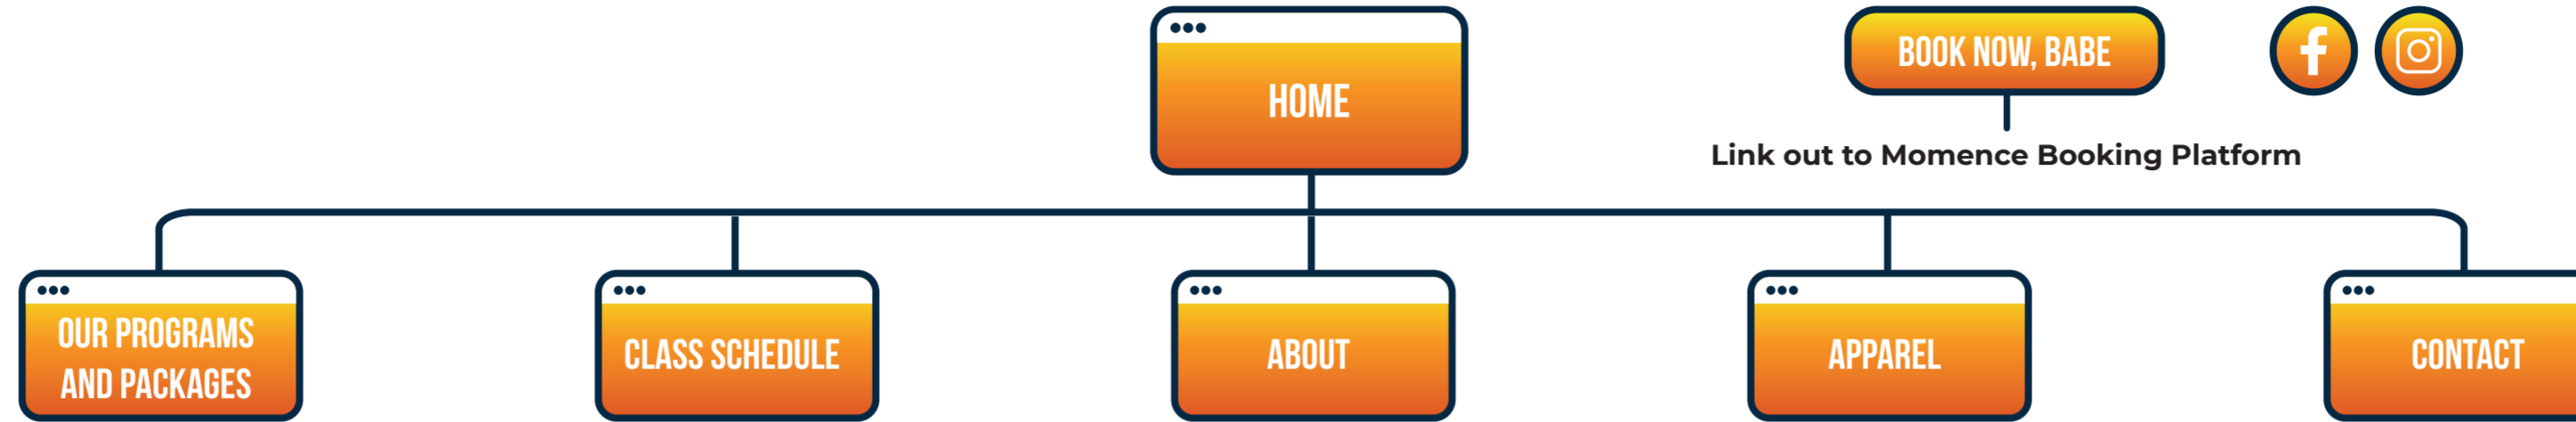 HOME
BOOK NOW, BABE
Link out to Momence Booking Platform
OUR PROGRAMS
AND PACKAGES
CLASS SCHEDULE
ABOUT
APPAREL
CONTACT